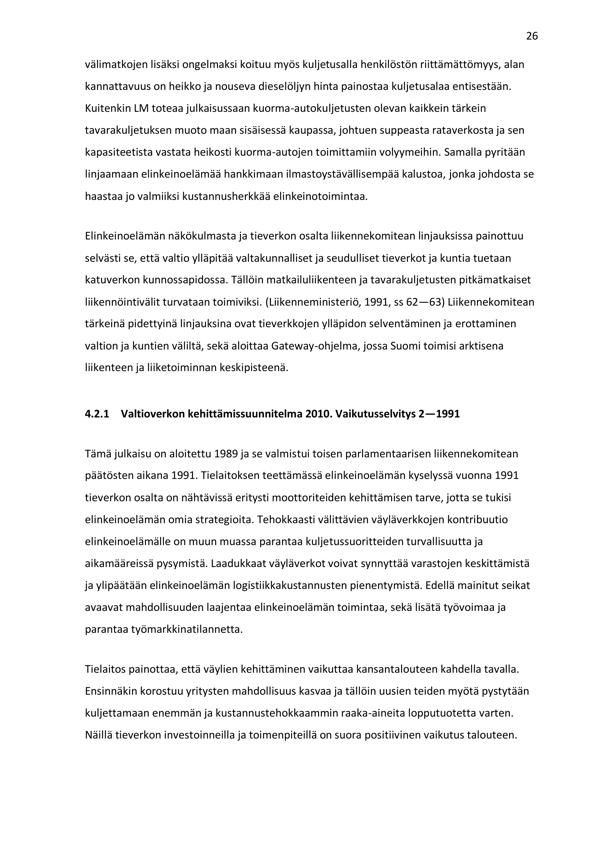 26
välimatkojen lisäksi ongelmaksi koituu myös kuljetusalla henkilöstön riittämättömyys, alan
kannattavuus on heikko ja nouseva dieselöljyn hinta painostaa kuljetusalaa entisestään.
Kuitenkin LM toteaa julkaisussaan kuorma-autokuljetusten olevan kaikkein tärkein
tavarakuljetuksen muoto maan sisäisessä kaupassa, johtuen suppeasta rataverkosta ja sen
kapasiteetista vastata heikosti kuorma-autojen toimittamiin volyymeihin. Samalla pyritään
linjaamaan elinkeinoelämää hankkimaan ilmastoystävällisempää kalustoa, jonka johdosta se
haastaa jo valmiiksi kustannusherkkää elinkeinotoimintaa.
Elinkeinoelämän näkökulmasta ja tieverkon osalta liikennekomitean linjauksissa painottuu
selvästi se, että valtio ylläpitää valtakunnalliset ja seudulliset tieverkot ja kuntia tuetaan
katuverkon kunnossapidossa. Tällöin matkailuliikenteen ja tavarakuljetusten pitkämatkaiset
liikennöintivälit turvataan toimiviksi. (Liikenneministeriö, 1991, ss 62—63) Liikennekomitean
tärkeinä pidettyinä linjauksina ovat tieverkkojen ylläpidon selventäminen ja erottaminen
valtion ja kuntien väliltä, sekä aloittaa Gateway-ohjelma, jossa Suomi toimisi arktisena
liikenteen ja liiketoiminnan keskipisteenä.
4.2.1 Valtioverkon kehittämissuunnitelma 2010. Vaikutusselvitys 2—1991
Tämä julkaisu on aloitettu 1989 ja se valmistui toisen parlamentaarisen liikennekomitean
päätösten aikana 1991. Tielaitoksen teettämässä elinkeinoelämän kyselyssä vuonna 1991
tieverkon osalta on nähtävissä eritysti moottoriteiden kehittämisen tarve, jotta se tukisi
elinkeinoelämän omia strategioita. Tehokkaasti välittävien väyläverkkojen kontribuutio
elinkeinoelämälle on muun muassa parantaa kuljetussuoritteiden turvallisuutta ja
aikamääreissä pysymistä. Laadukkaat väyläverkot voivat synnyttää varastojen keskittämistä
ja ylipäätään elinkeinoelämän logistiikkakustannusten pienentymistä. Edellä mainitut seikat
avaavat mahdollisuuden laajentaa elinkeinoelämän toimintaa, sekä lisätä työvoimaa ja
parantaa työmarkkinatilannetta.
Tielaitos painottaa, että väylien kehittäminen vaikuttaa kansantalouteen kahdella tavalla.
Ensinnäkin korostuu yritysten mahdollisuus kasvaa ja tällöin uusien teiden myötä pystytään
kuljettamaan enemmän ja kustannustehokkaammin raaka-aineita lopputuotetta varten.
Näillä tieverkon investoinneilla ja toimenpiteillä on suora positiivinen vaikutus talouteen.